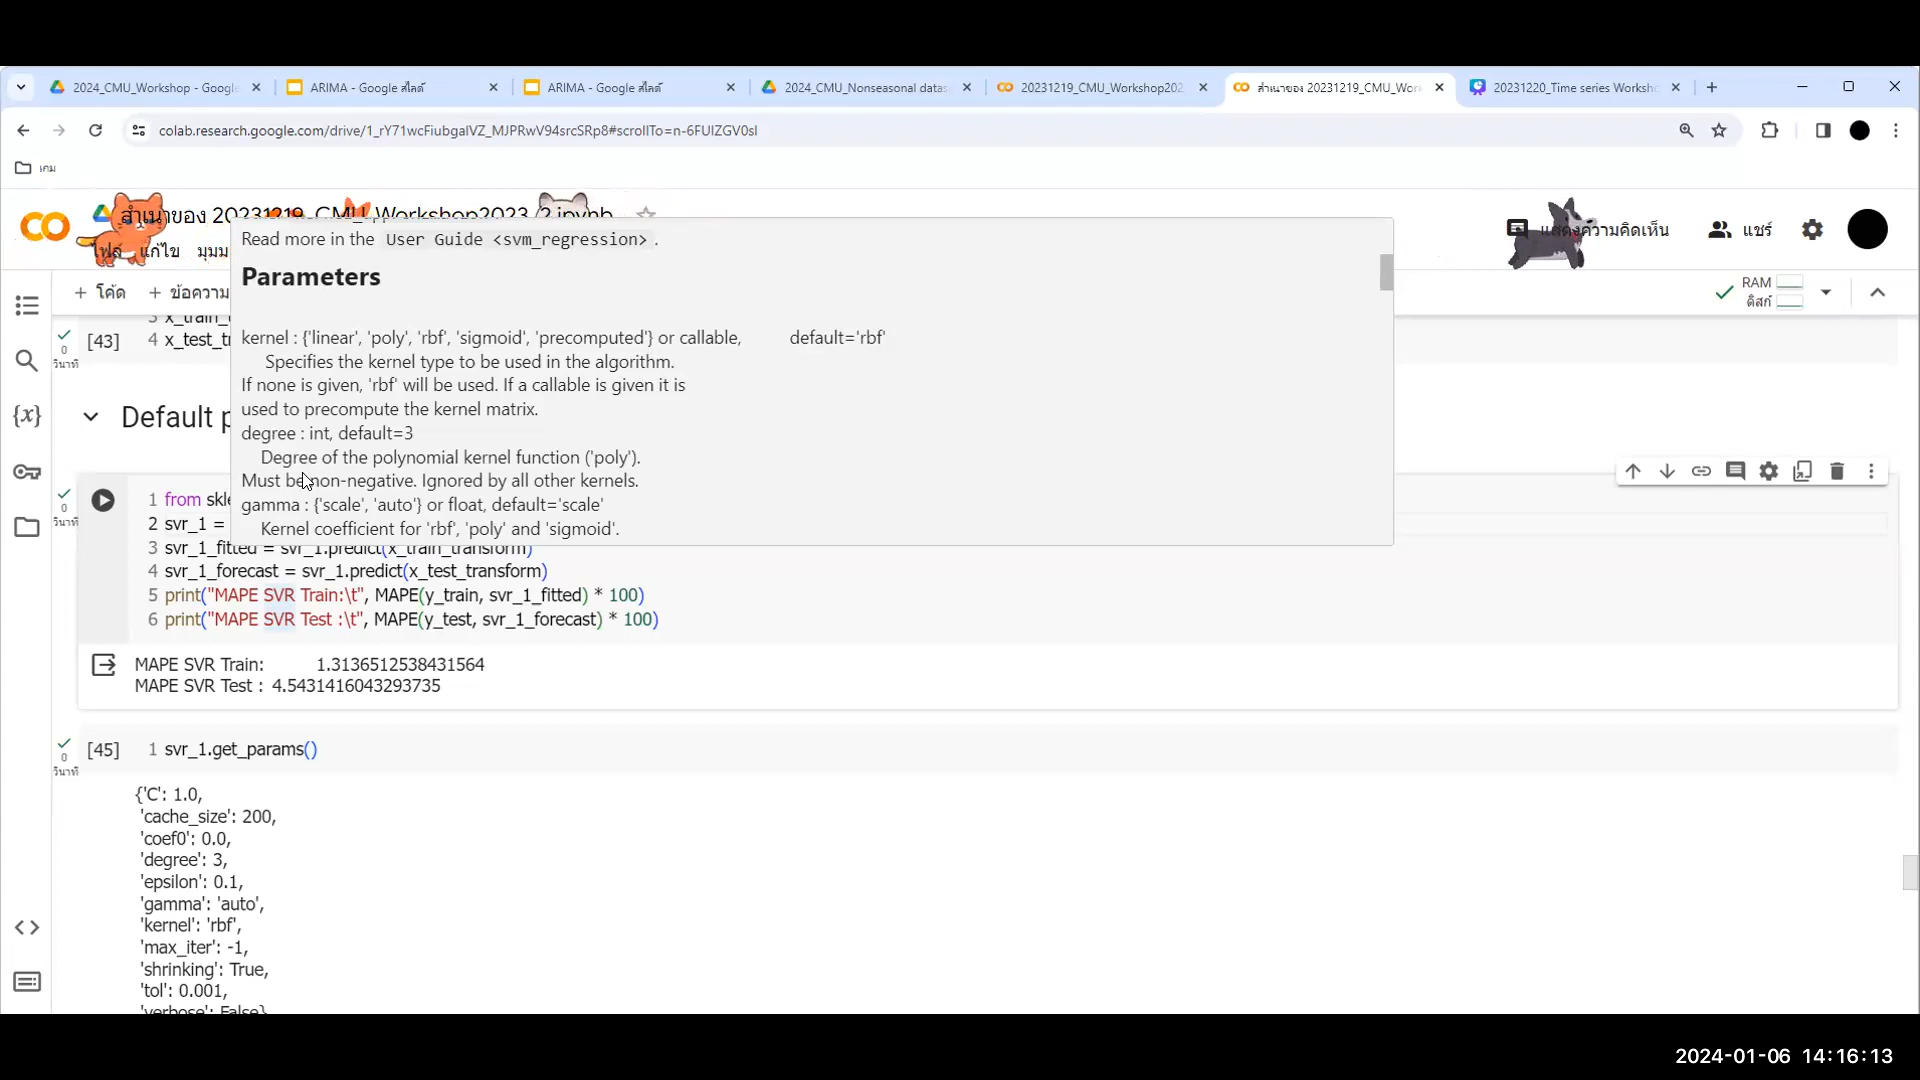 2024_CMU_Workshop - Google
ARIMA - Google สไลด์
ARIMA - Google สไลด์
2024_CMU_Nonseasonal datas
20231219_CMU_Workshop202
สำเนาของ 20231219_CMU_Wor
20231220_Time series Worksh
colab.research.google.com/drive/1_rY71wcFiubgaIVZ_MJPRwV94srcSRp8#scrollTo=n-6FUIZGV0sl
เกม
สำเนาของ 20231219_CMU_Workshop2023_2.ipynb
ไฟล์ แก้ไข มุมม
แสดงความคิดเห็น
แชร์
+ โค้ด + ข้อความ
RAM
ดิสก์
Read more in the User Guide <svm_regression> .
Parameters
kernel : {'linear', 'poly', 'rbf', 'sigmoid', 'precomputed'} or callable, default='rbf'
Specifies the kernel type to be used in the algorithm.
If none is given, 'rbf' will be used. If a callable is given it is
used to precompute the kernel matrix.
degree : int, default=3
Degree of the polynomial kernel function ('poly').
Must be non-negative. Ignored by all other kernels.
gamma : {'scale', 'auto'} or float, default='scale'
Kernel coefficient for 'rbf', 'poly' and 'sigmoid'.
0
วินาที
[43]
3 x_train_t
4 x_test_tr
Default p
0
วินาที
1 from skle
2 svr_1 =
3 svr_1_fitted = svr_1.predict(x_train_transform)
4 svr_1_forecast = svr_1.predict(x_test_transform)
5 print("MAPE SVR Train:\t", MAPE(y_train, svr_1_fitted) * 100)
6 print("MAPE SVR Test :\t", MAPE(y_test, svr_1_forecast) * 100)
MAPE SVR Train: 1.3136512538431564
MAPE SVR Test : 4.5431416043293735
0
วินาที
[45]
1 svr_1.get_params()
{'C': 1.0,
'cache_size': 200,
'coef0': 0.0,
'degree': 3,
'epsilon': 0.1,
'gamma': 'auto',
'kernel': 'rbf',
'max_iter': -1,
'shrinking': True,
'tol': 0.001,
'verbose': False}
2024-01-06 14:16:13